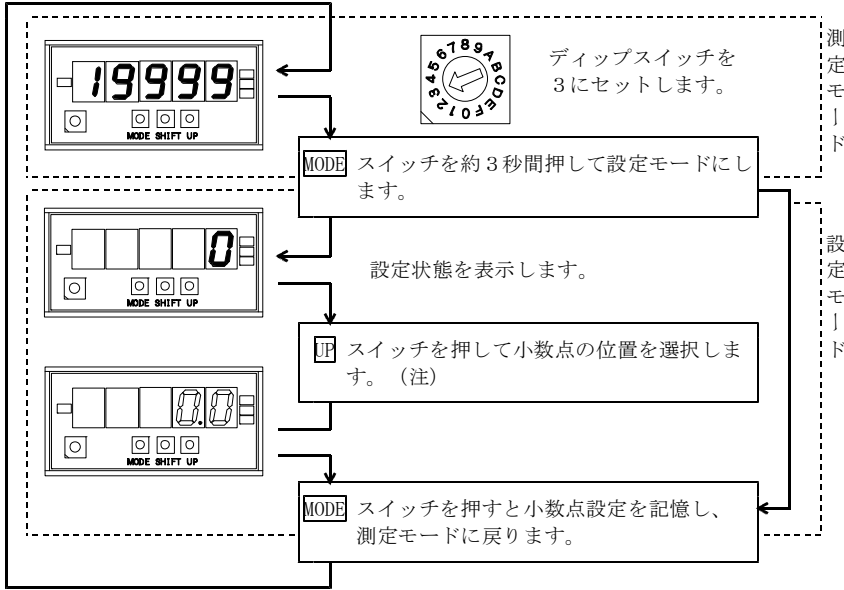 19999
MODE SHIFT UP
0123456789ABCDEF
ディップスイッチを
３にセットします。
測定モード
MODE スイッチを約３秒間押して設定モードにし
ます。
0
MODE SHIFT UP
設定状態を表示します。
設定モード
UP スイッチを押して小数点の位置を選択しま
す。（注）
0.0
MODE SHIFT UP
MODE スイッチを押すと小数点設定を記憶し、
測定モードに戻ります。